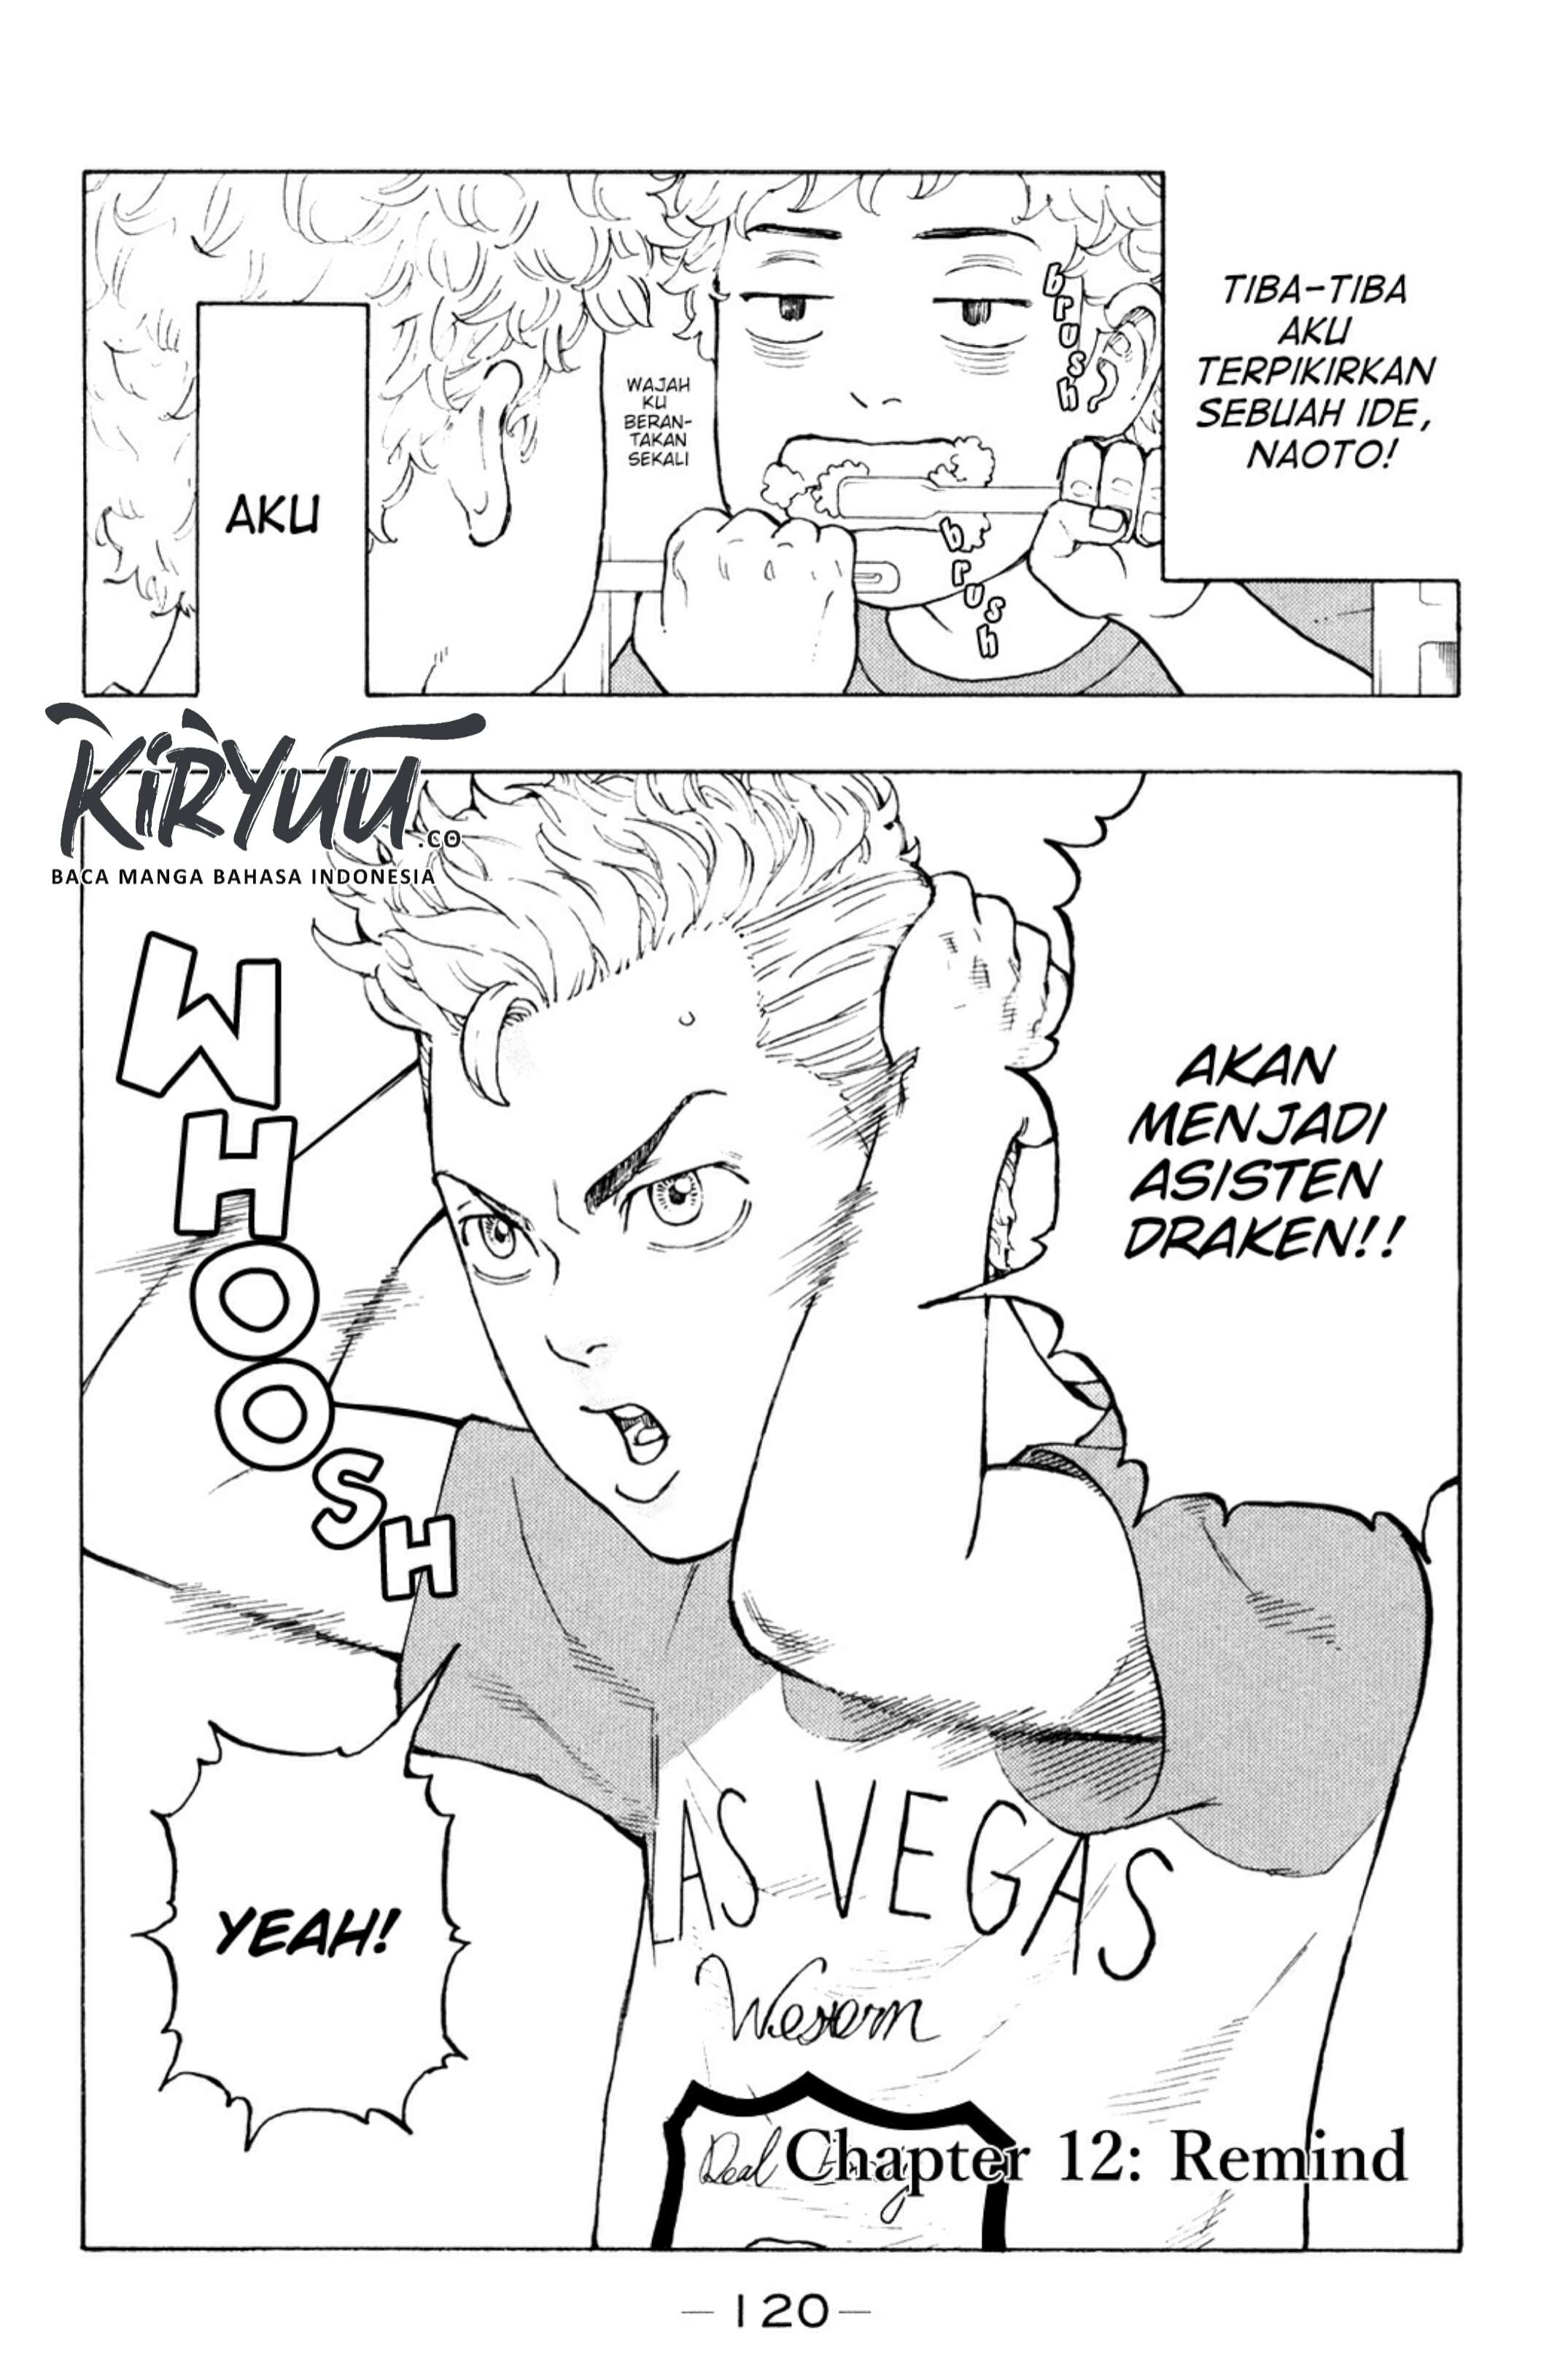 TIBA-TIBA
AKU
TERPIKIRKAN
SEBUAH IDE,
NAOTO!
brush
WAJAH
KU
BERAN-
TAKAN
SEKALI
brush
AKU
KIRYUU.CO
BACA MANGA BAHASA INDONESIA
AKAN
MENJADI
ASISTEN
DRAKEN!!
WHOOSH
YEAH!
LAS VEGAS
Western
Deal
Chapter 12: Remind
—120—